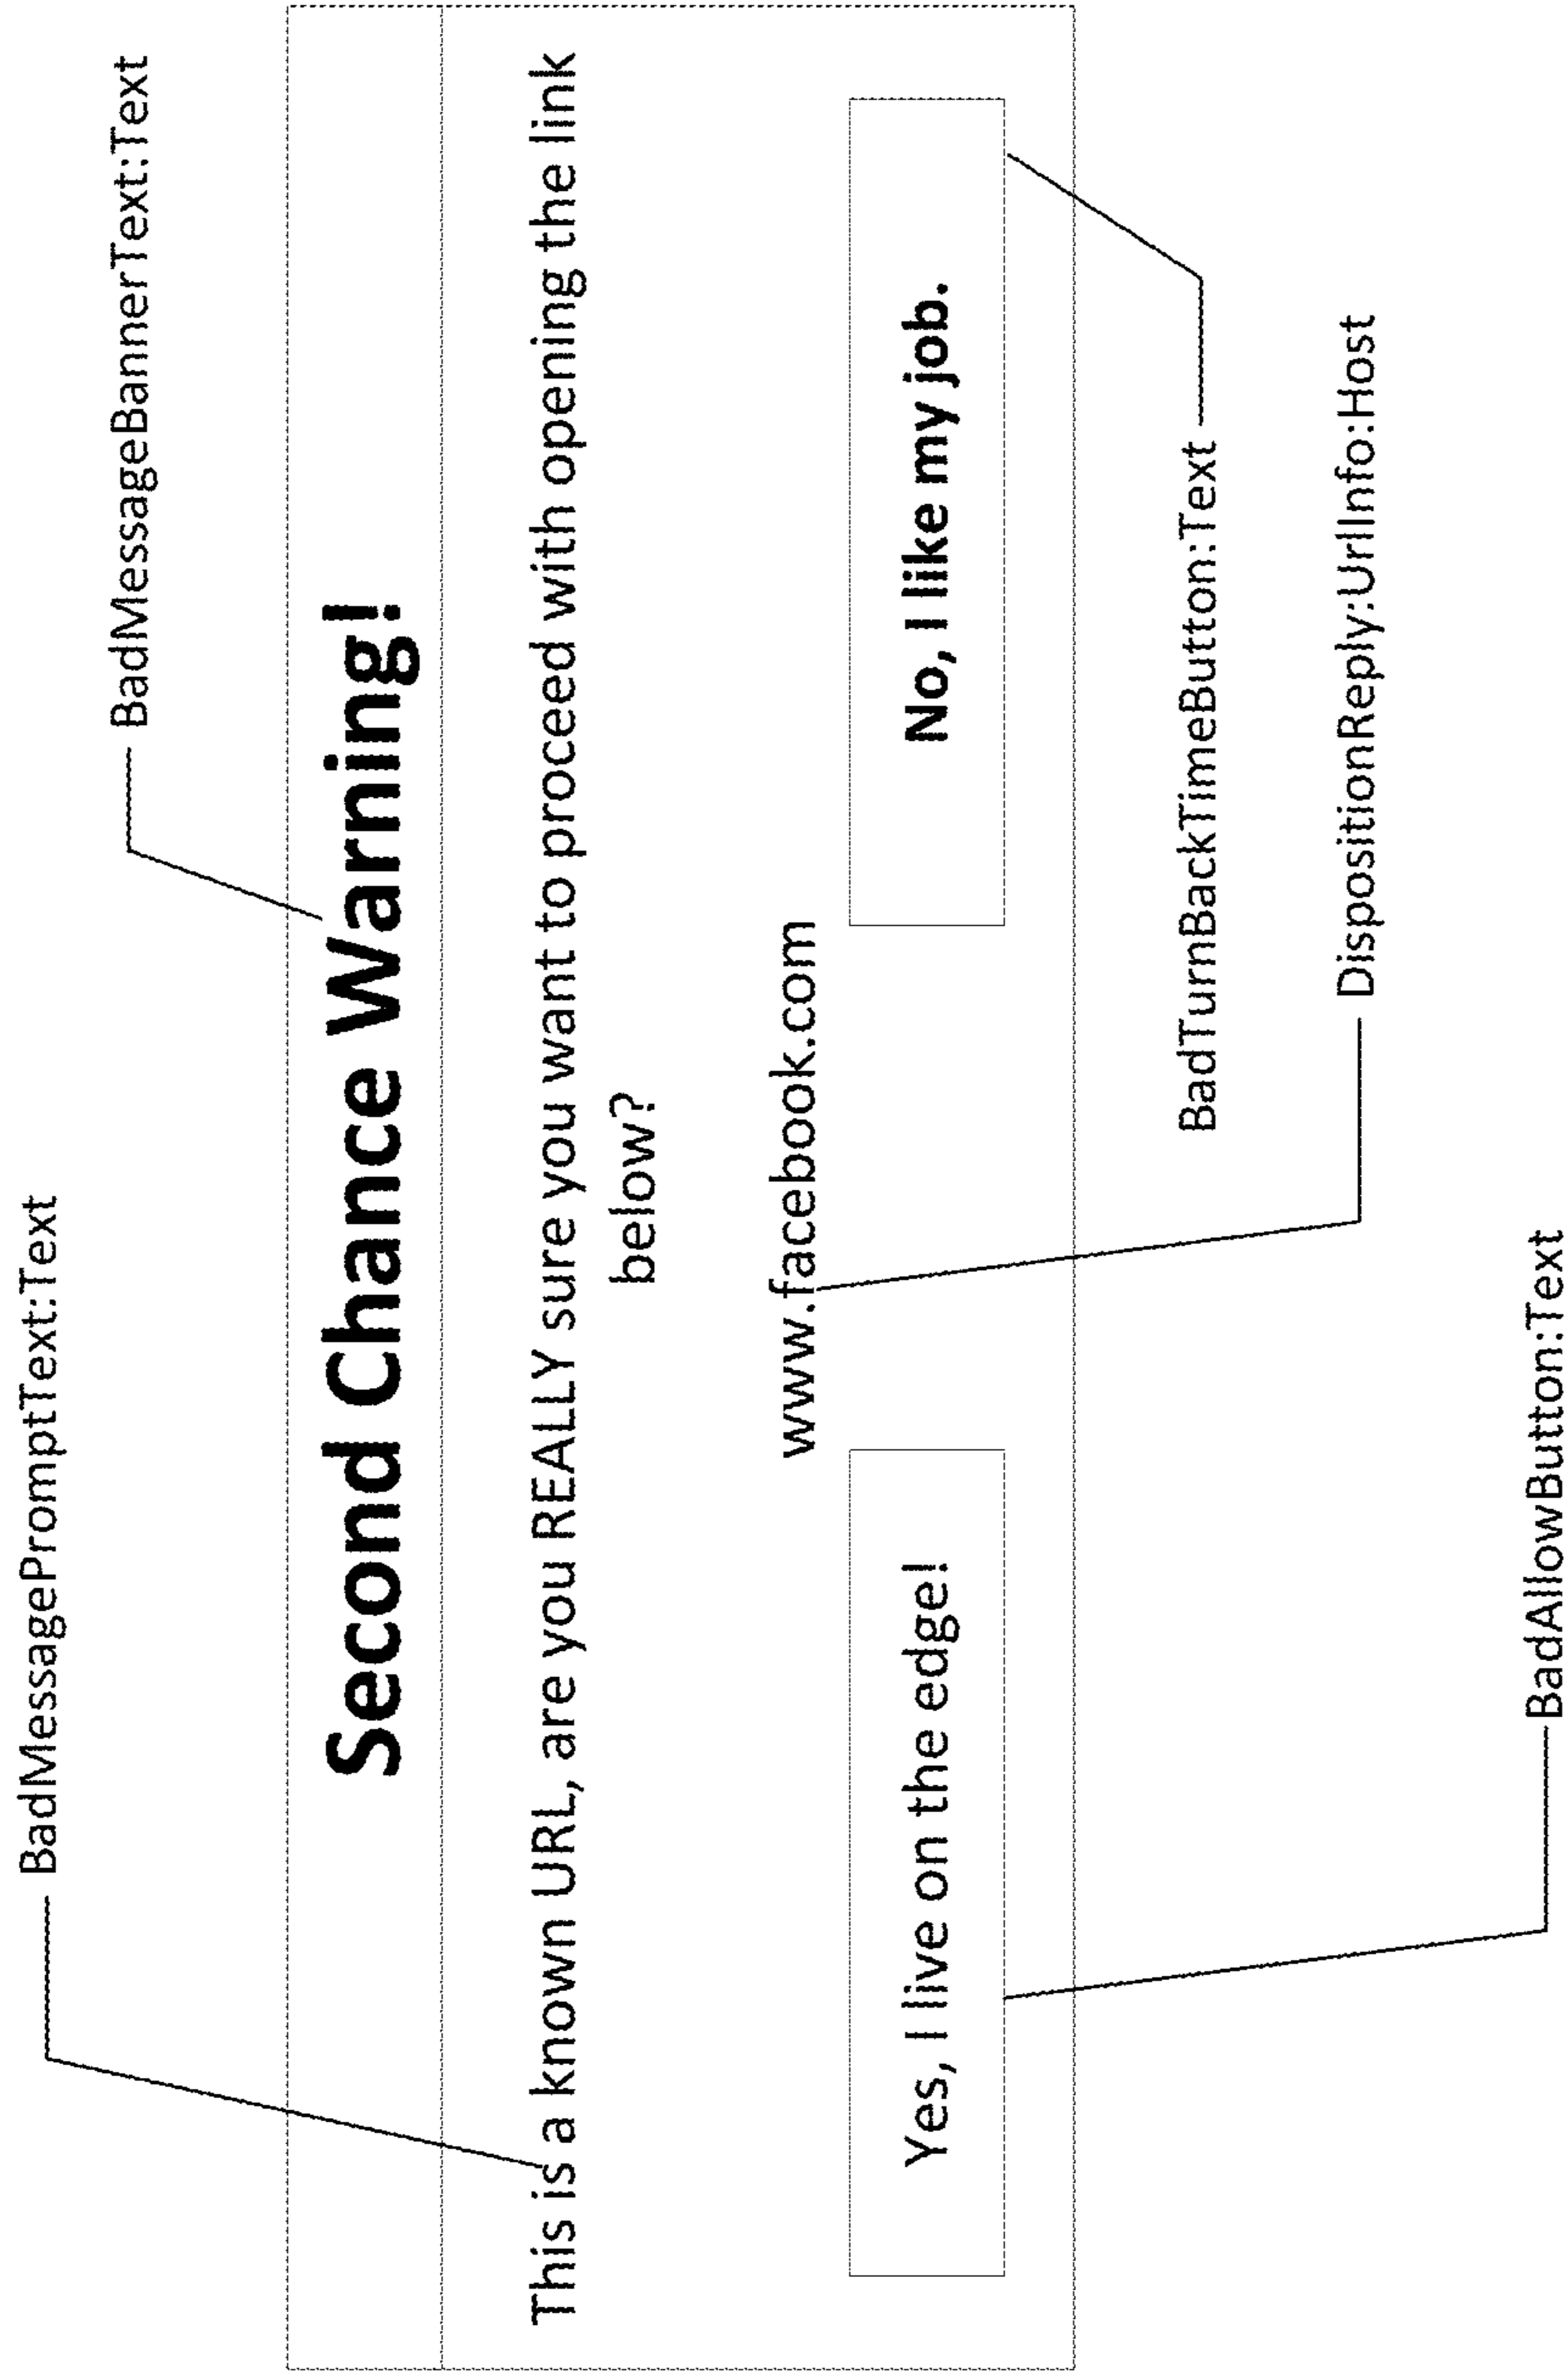 BadMessagePromptText:Text
BadMessageBannerText:Text
Second Chance Warning!
This is a known URL, are you REALLY sure you want to proceed with opening the link
below?
www.facebook.com
Yes, I live on the edge!
No, I like my job.
BadTurnBackTimeButton:Text
DispositionReply:UrlInfo:Host
BadAllowButton:Text